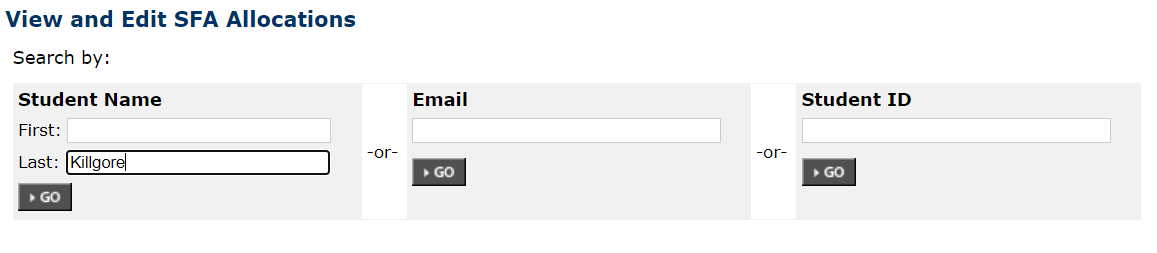 View and Edit SFA Allocations
Search by:
Student Name
First:
Last: Killgore
GO
-or-
Email
GO
-or-
Student ID
GO